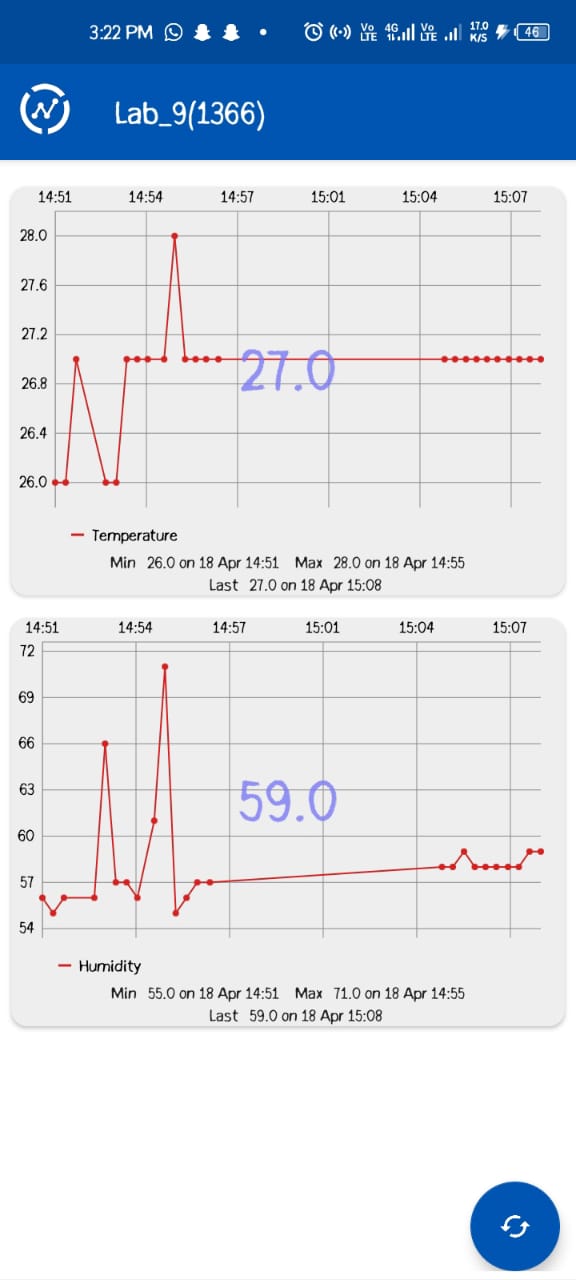 3:22 PM Vo LTE 4G Vo LTE 17.0 K/S 46
Lab_9(1366)
14:51 14:54 14:57 15:01 15:04 15:07
28.0
27.6
27.2
27.0
26.8
26.4
26.0
Temperature
Min 26.0 on 18 Apr 14:51 Max 28.0 on 18 Apr 14:55
Last 27.0 on 18 Apr 15:08
14:51 14:54 14:57 15:01 15:04 15:07
72
69
66
63
59.0
60
57
54
Humidity
Min 55.0 on 18 Apr 14:51 Max 71.0 on 18 Apr 14:55
Last 59.0 on 18 Apr 15:08